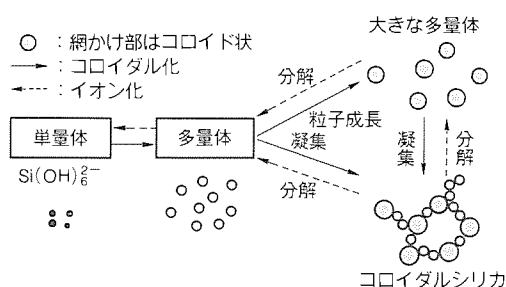 大きな多量体
：網かけ部はコロイド状
：コロイダル化
：イオン化
分解
粒子成長
単量体
多量体
凝集
凝集
分解
Si(OH)₆²⁻
分解
コロイダルシリカ